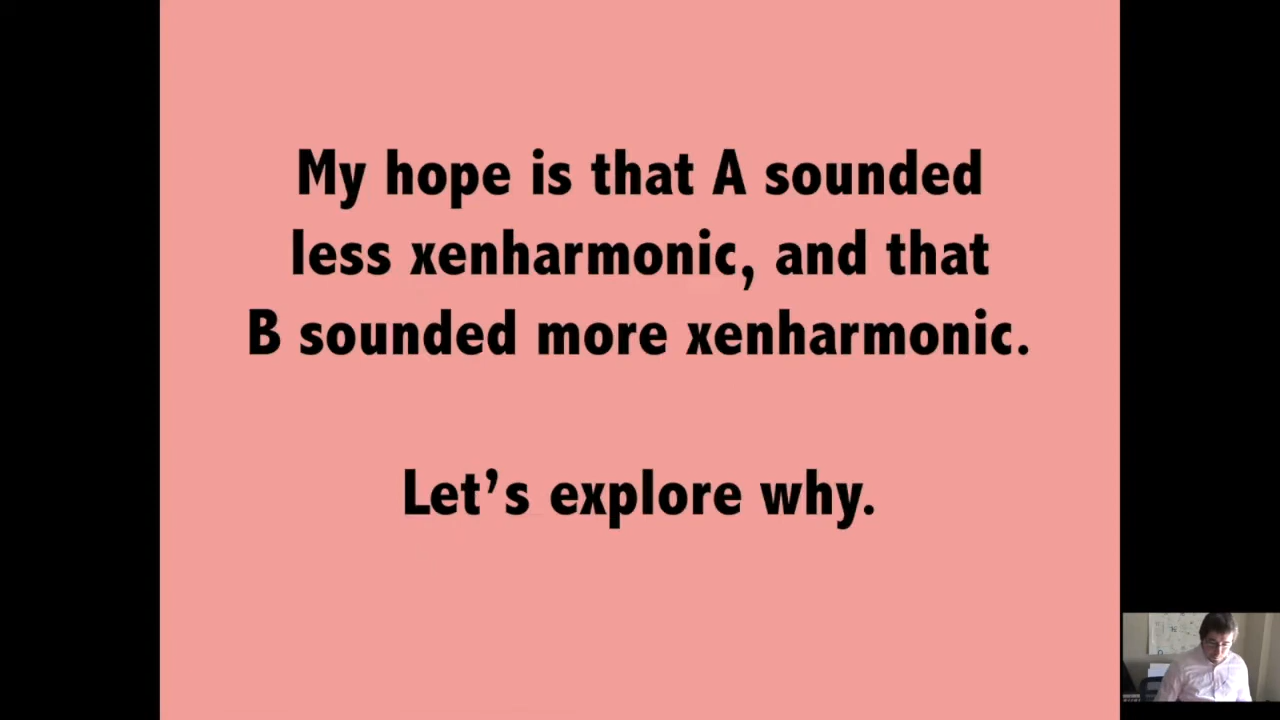 My hope is that A sounded
less xenharmonic, and that
B sounded more xenharmonic.
Let’s explore why.